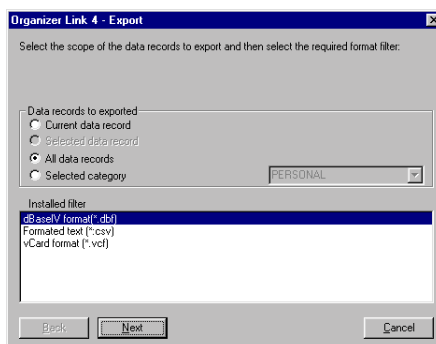 Organizer Link 4 - Export
Select the scope of the data records to export and then select the required format filter:
Data records to exported
Current data record
Selected data record
All data records
Selected category
PERSONAL
Installed filter
dBaseIV format(*.dbf)
Formated text (*.csv)
vCard format (*.vcf)
Back Next Cancel